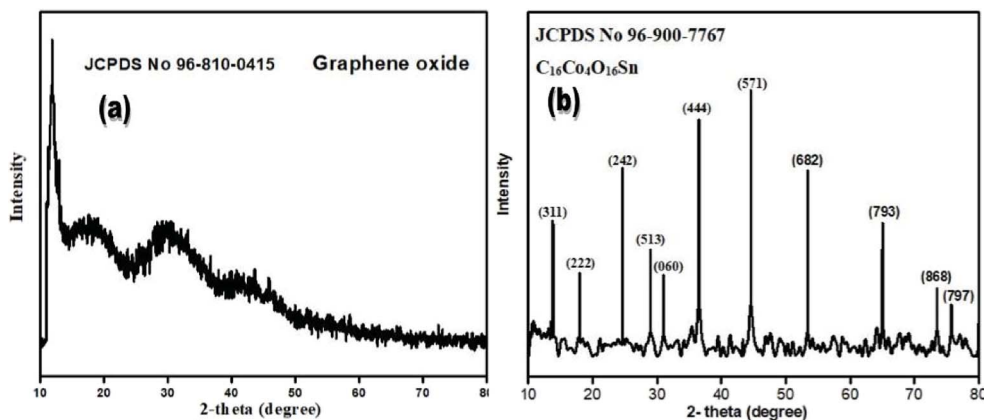 JCPDS No 96-810-0415 Graphene oxide
(a)
Intensity
10 20 30 40 50 60 70 80
2-theta (degree)
JCPDS No 96-900-7767
C₁₆Co₄O₁₆Sn
(b)
(571)
(444)
(242)
(682)
(311)
(793)
(513)
(222)
(060)
(868)
(797)
Intensity
10 20 30 40 50 60 70 80
2- theta (degree)